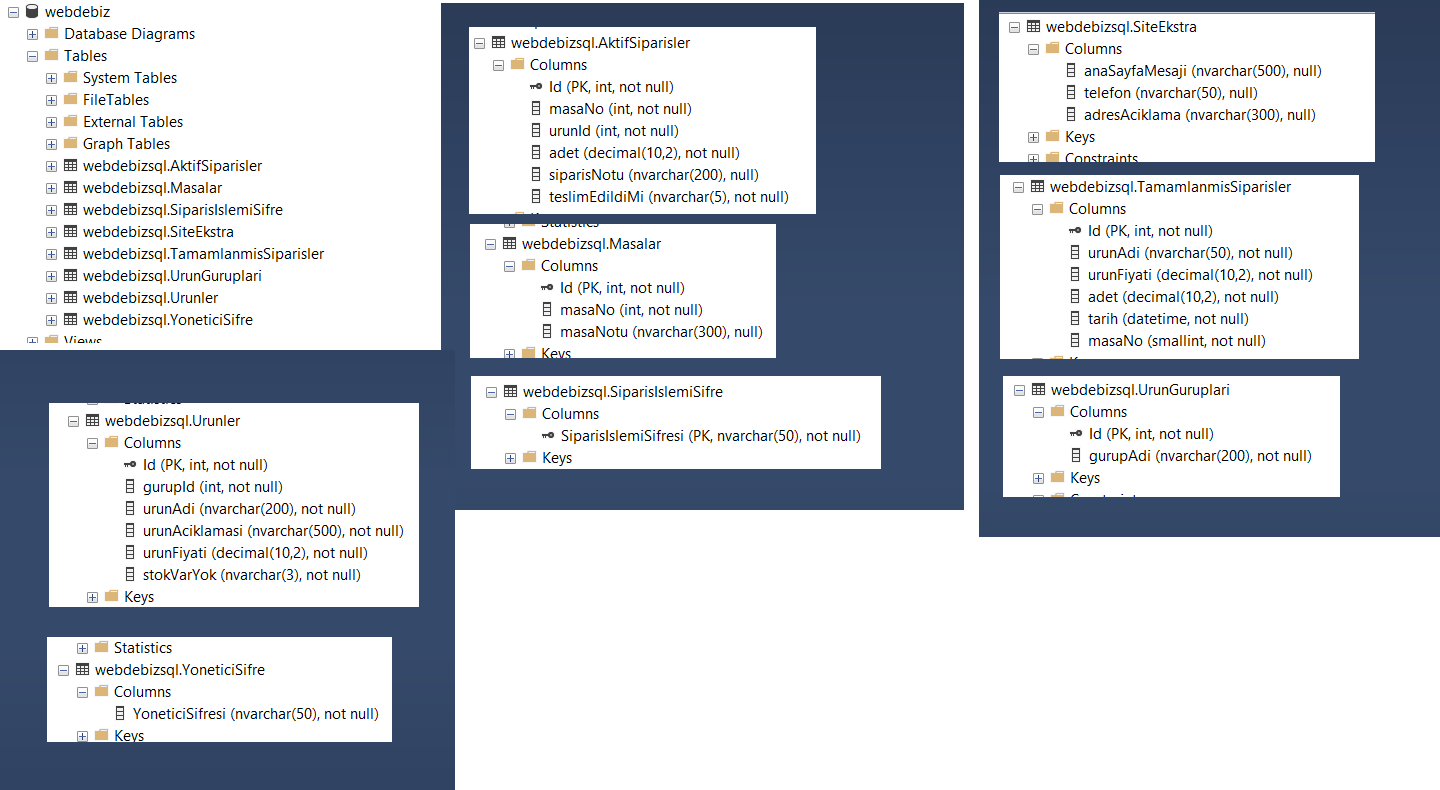 webdebiz
Database Diagrams
Tables
System Tables
FileTables
External Tables
Graph Tables
webdebizsql.AktifSiparisler
webdebizsql.Masalar
webdebizsql.SiparisIslemiSifre
webdebizsql.SiteEkstra
webdebizsql.TamamlanmisSiparisler
webdebizsql.UrunGuruplari
webdebizsql.Urunler
webdebizsql.YoneticiSifre
Views
webdebizsql.AktifSiparisler
Columns
Id (PK, int, not null)
masaNo (int, not null)
urunId (int, not null)
adet (decimal(10,2), not null)
siparisNotu (nvarchar(200), null)
teslimEdildiMi (nvarchar(5), not null)
Statistics
webdebizsql.Masalar
Columns
Id (PK, int, not null)
masaNo (int, not null)
masaNotu (nvarchar(300), null)
Keys
webdebizsql.SiparisIslemiSifre
Columns
SiparisIslemiSifresi (PK, nvarchar(50), not null)
Keys
webdebizsql.SiteEkstra
Columns
anaSayfaMesaji (nvarchar(500), null)
telefon (nvarchar(50), null)
adresAciklama (nvarchar(300), null)
Keys
Constraints
webdebizsql.TamamlanmisSiparisler
Columns
Id (PK, int, not null)
urunAdi (nvarchar(50), not null)
urunFiyati (decimal(10,2), not null)
adet (decimal(10,2), not null)
tarih (datetime, not null)
masaNo (smallint, not null)
webdebizsql.UrunGuruplari
Columns
Id (PK, int, not null)
gurupAdi (nvarchar(200), not null)
Keys
webdebizsql.Urunler
Columns
Id (PK, int, not null)
gurupId (int, not null)
urunAdi (nvarchar(200), not null)
urunAciklamasi (nvarchar(500), not null)
urunFiyati (decimal(10,2), not null)
stokVarYok (nvarchar(3), not null)
Keys
Statistics
webdebizsql.YoneticiSifre
Columns
YoneticiSifresi (nvarchar(50), not null)
Keys